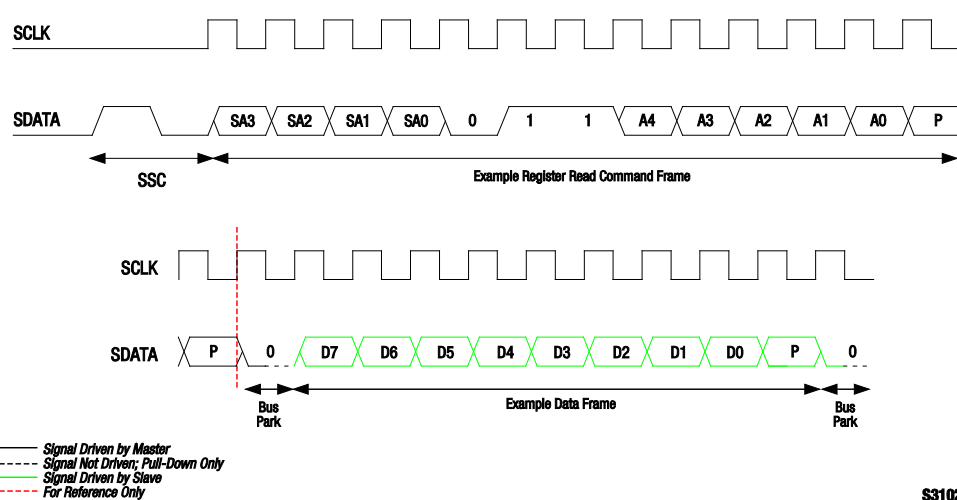 SCLK
SDATA SA3 SA2 SA1 SA0 0 1 1 A4 A3 A2 A1 A0 P
SSC Example Register Read Command Frame
SCLK
SDATA P 0 D7 D6 D5 D4 D3 D2 D1 D0 P 0
Bus Park Example Data Frame Bus Park
Signal Driven by Master
Signal Not Driven; Pull-Down Only
Signal Driven by Slave
For Reference Only
S3102